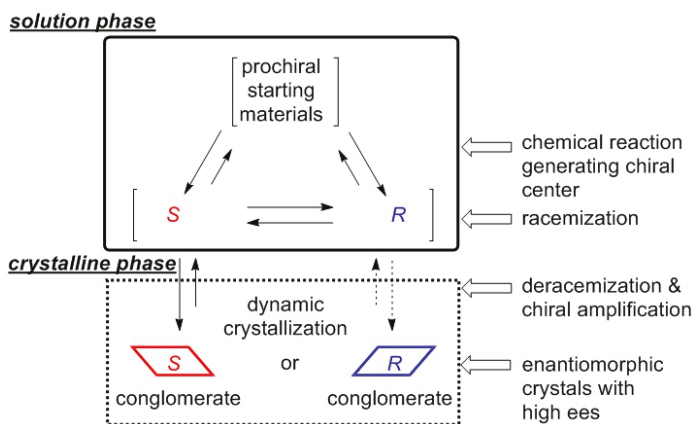 solution phase
prochiral
starting
materials
chemical reaction
generating chiral
center
S
R
racemization
crystalline phase
deracemization &
chiral amplification
dynamic
crystallization
S
or
R
enantiomorphic
crystals with
high ees
conglomerate
conglomerate